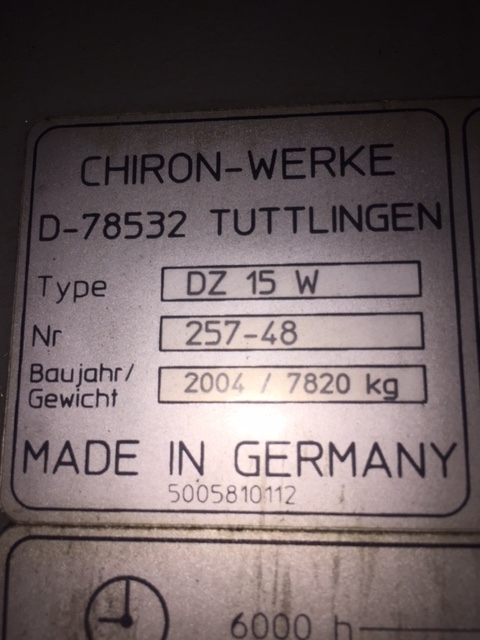 CHIRON-WERKE
D-78532 TUTTLINGEN
Type DZ 15 W
Nr 257-48
Baujahr/
Gewicht 2004 / 7820 kg
MADE IN GERMANY
5005810112
6000 h